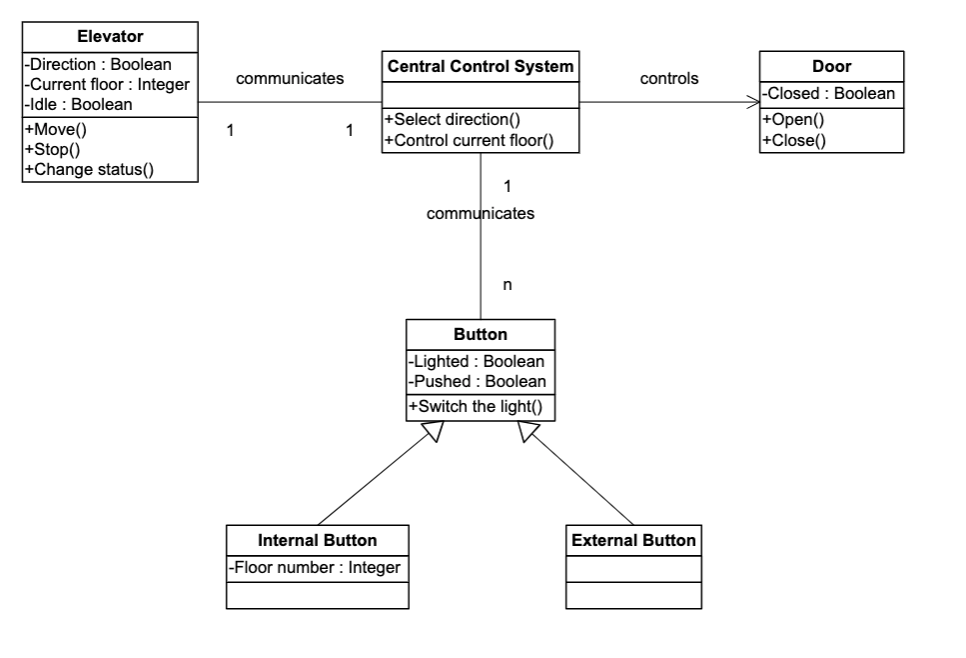 Elevator
-Direction : Boolean
-Current floor : Integer
-Idle : Boolean
+Move()
+Stop()
+Change status()
communicates
1
1
Central Control System
+Select direction()
+Control current floor()
controls
Door
-Closed : Boolean
+Open()
+Close()
1
communicates
n
Button
-Lighted : Boolean
-Pushed : Boolean
+Switch the light()
Internal Button
-Floor number : Integer
External Button